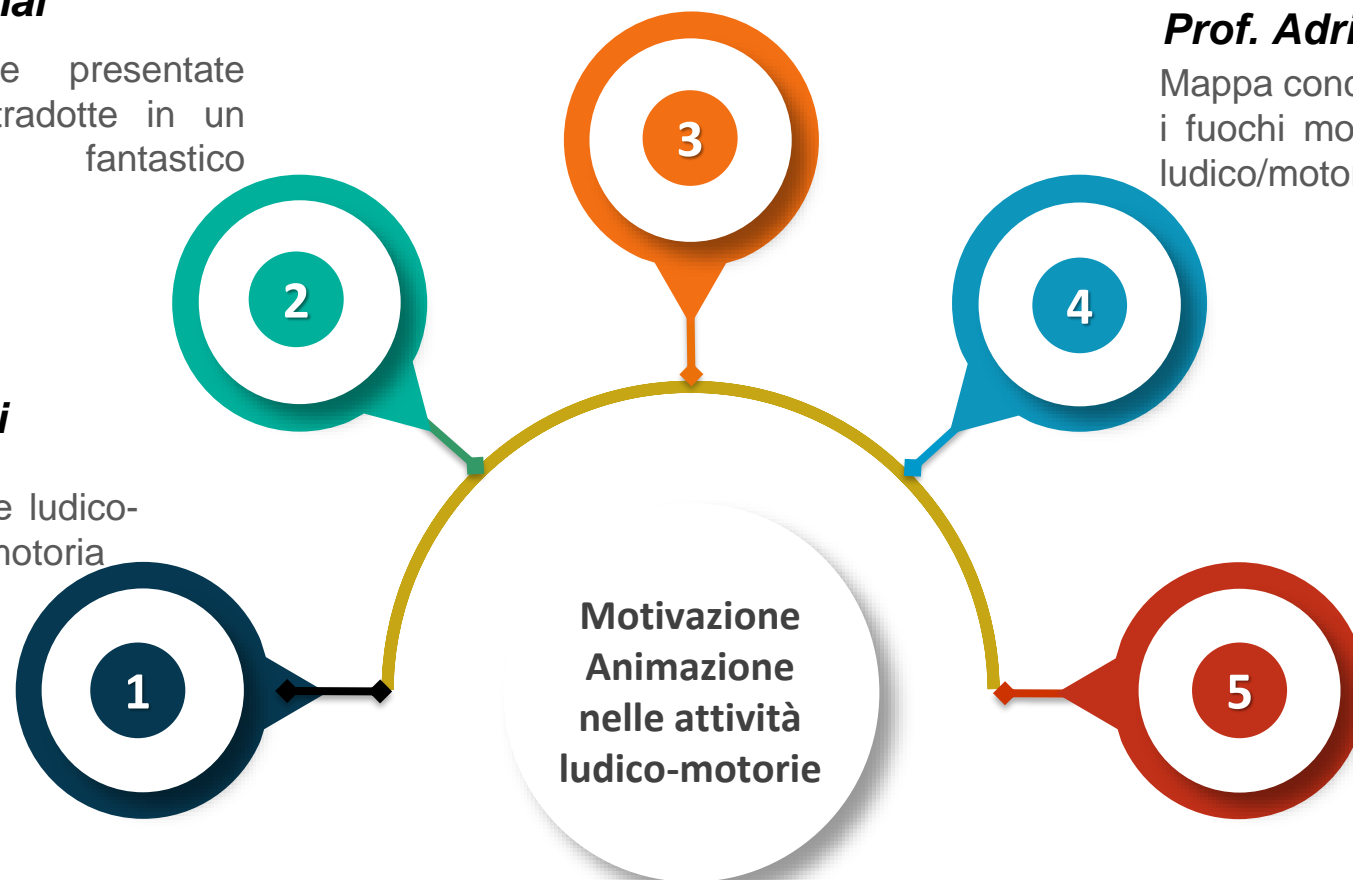 Prof. Adri
presentate
Mappa conc
tradotte in un
i fuochi mo
fantastico
ludico/motor
3
2
4
i
e ludico-
motoria
Motivazione
Animazione
nelle attività
ludico-motorie
1
5